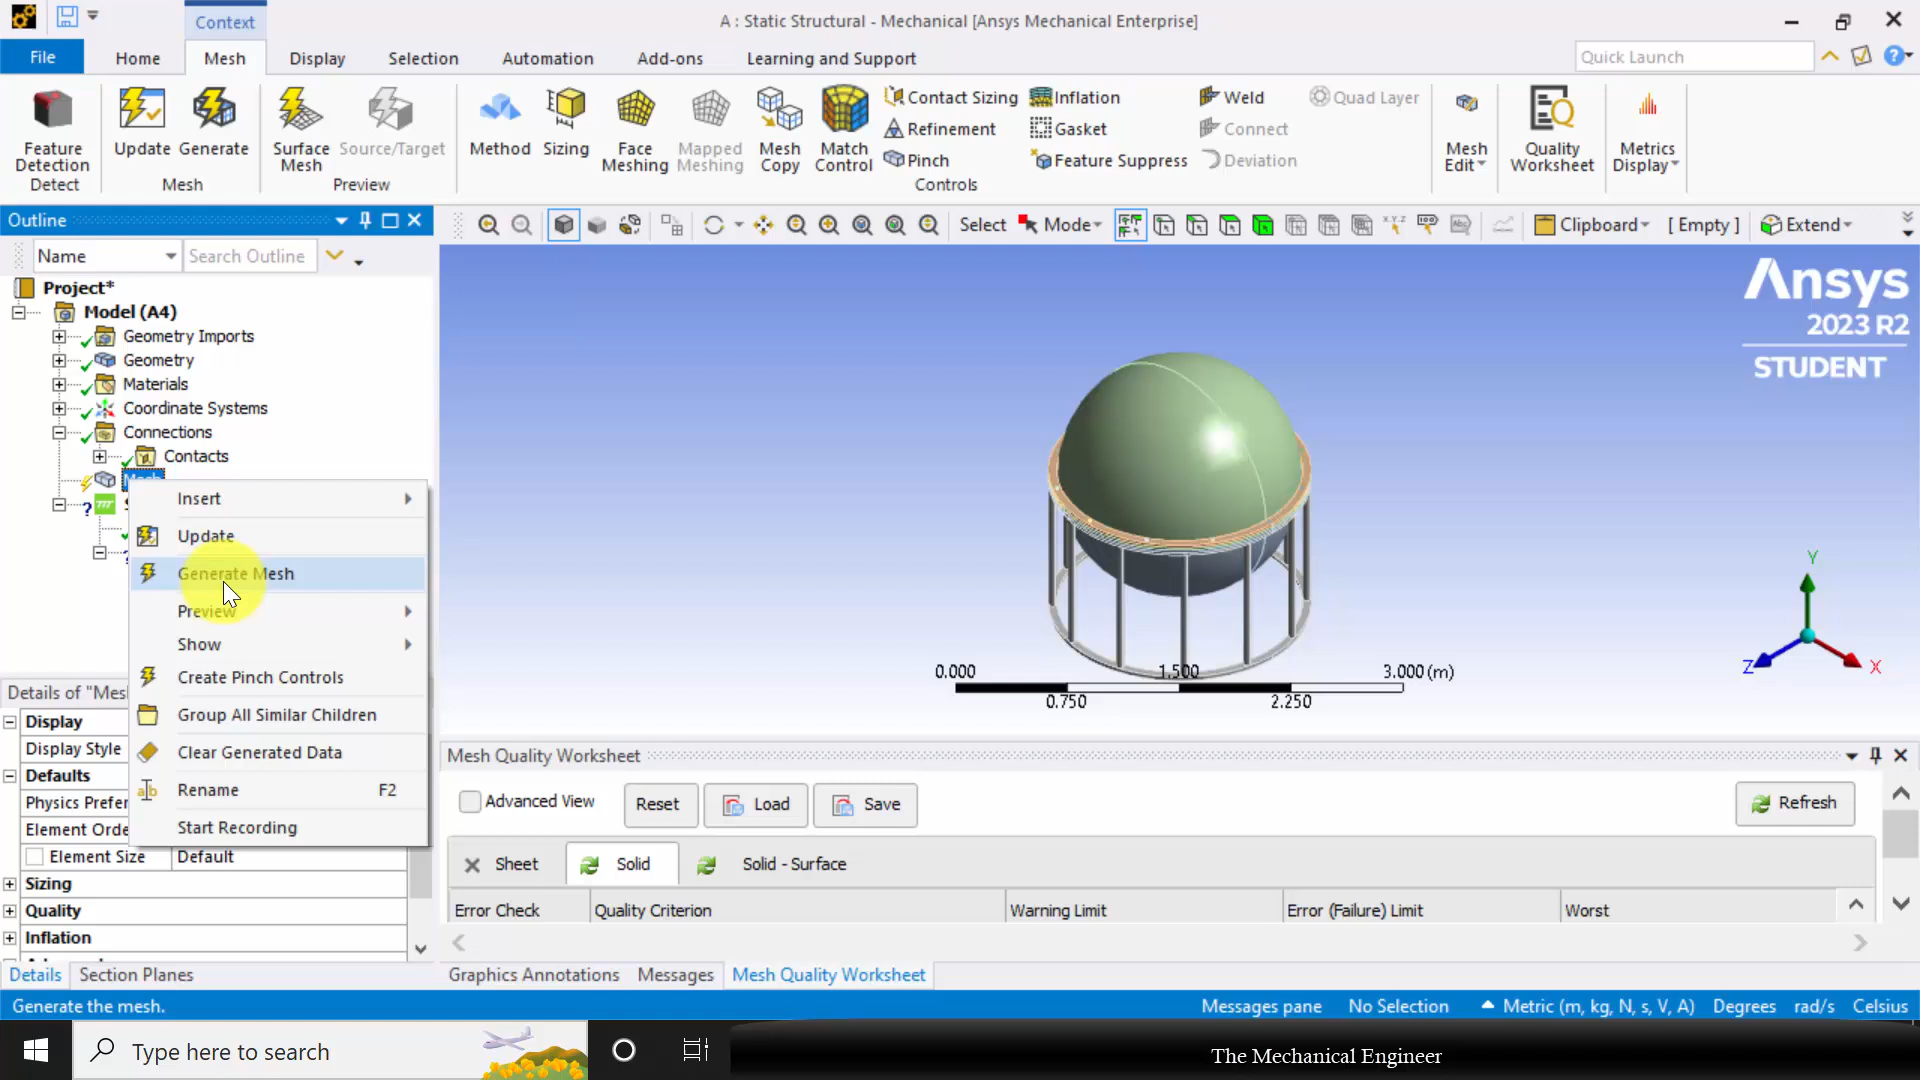 Context
A : Static Structural - Mechanical [Ansys Mechanical Enterprise]
File
Home
Mesh
Display
Selection
Automation
Add-ons
Learning and Support
Quick Launch
Feature Detection
Detect
Update
Generate
Mesh
Surface Mesh
Source/Target
Preview
Method
Sizing
Face Meshing
Mapped Meshing
Mesh Copy
Match Control
Contact Sizing
Refinement
Pinch
Inflation
Gasket
Feature Suppress
Weld
Connect
Deviation
Quad Layer
Controls
Mesh Edit
Quality Worksheet
Metrics Display
Outline
Name
Search Outline
Select
Mode
Clipboard
[ Empty ]
Extend
Project*
Model (A4)
Geometry Imports
Geometry
Materials
Coordinate Systems
Connections
Contacts
Mesh
Insert
Update
Generate Mesh
Preview
Show
Create Pinch Controls
Group All Similar Children
Clear Generated Data
Rename F2
Start Recording
Ansys
2023 R2
STUDENT
Y
Z
X
0.000 1.500 3.000 (m)
0.750 2.250
Details of "Mes
Display
Display Style
Defaults
Physics Prefer
Element Orde
Element Size Default
Sizing
Quality
Inflation
Details
Section Planes
Mesh Quality Worksheet
Advanced View
Reset
Load
Save
Refresh
Sheet
Solid
Solid - Surface
Error Check
Quality Criterion
Warning Limit
Error (Failure) Limit
Worst
Graphics Annotations
Messages
Mesh Quality Worksheet
Generate the mesh.
Messages pane
No Selection
Metric (m, kg, N, s, V, A)
Degrees
rad/s
Celsius
Type here to search
The Mechanical Engineer